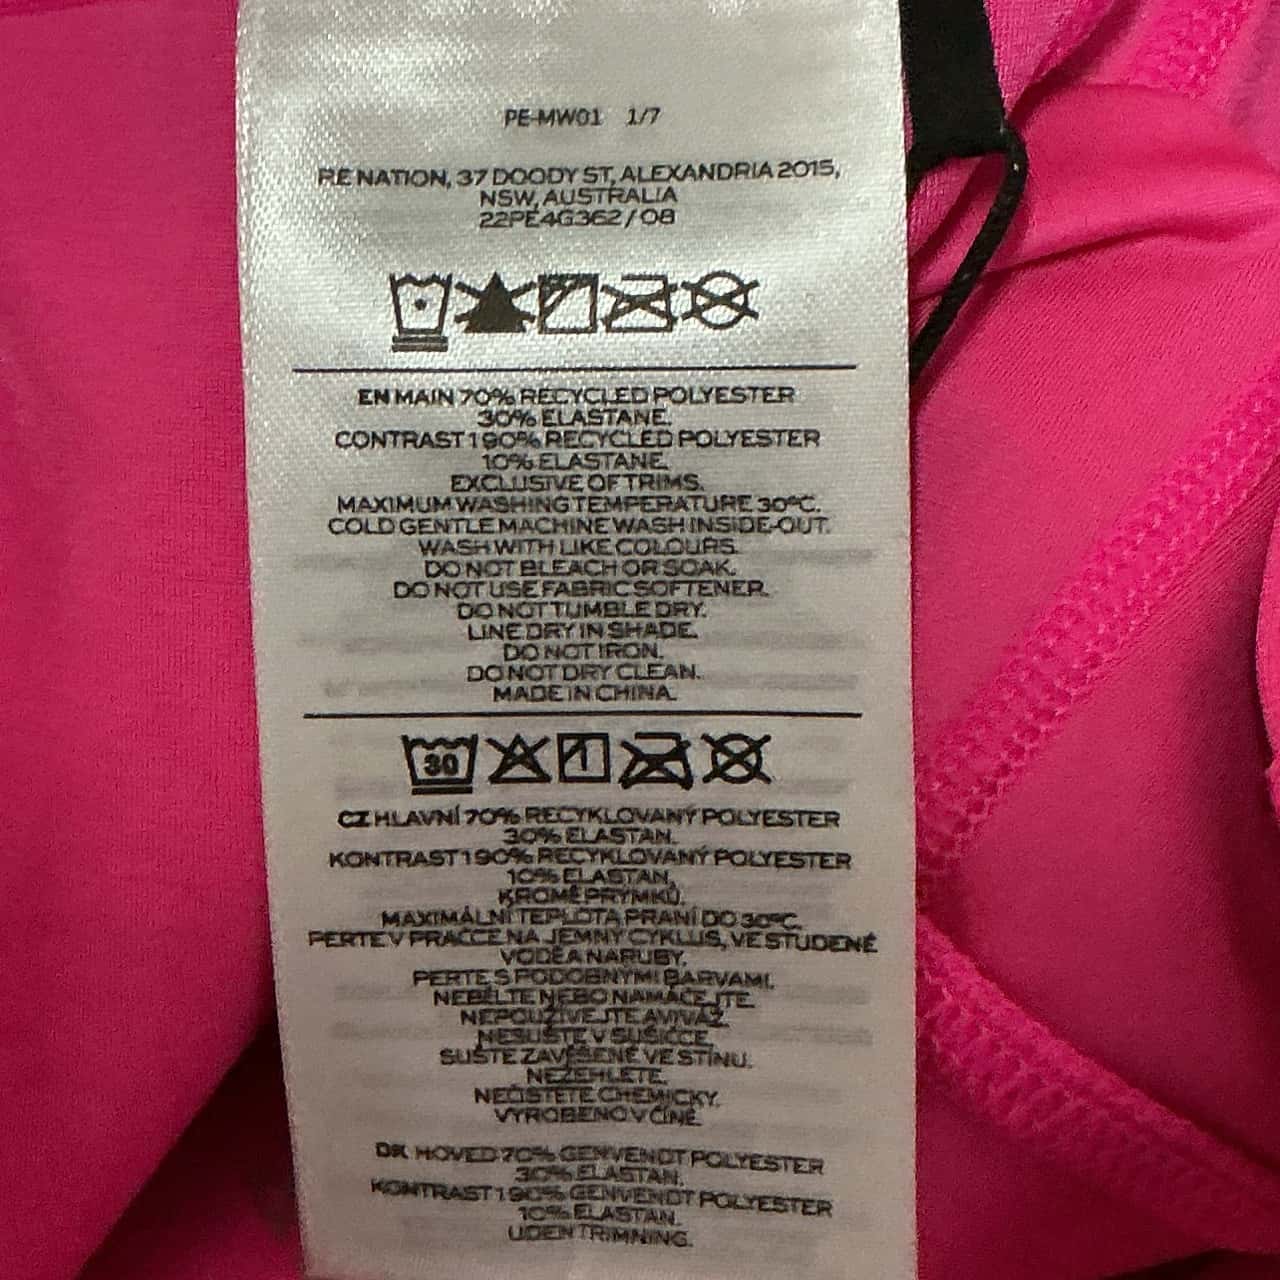 PE-MW01 1/7
P.E NATION, 37 DOODY ST, ALEXANDRIA 2015,
NSW, AUSTRALIA
22PE4G362 / 08
EN MAIN 70% RECYCLED POLYESTER
30% ELASTANE.
CONTRAST 1 90% RECYCLED POLYESTER
10% ELASTANE.
EXCLUSIVE OF TRIMS.
MAXIMUM WASHING TEMPERATURE 30ºC.
COLD GENTLE MACHINE WASH INSIDE-OUT.
WASH WITH LIKE COLOURS.
DO NOT BLEACH OR SOAK.
DO NOT USE FABRIC SOFTENER.
DO NOT TUMBLE DRY.
LINE DRY IN SHADE.
DO NOT IRON.
DO NOT DRY CLEAN.
MADE IN CHINA.
30
CZ HLAVNÍ 70% RECYKLOVANÝ POLYESTER
30% ELASTAN.
KONTRAST 1 90% RECYKLOVANÝ POLYESTER
10% ELASTAN.
KROMĚ PRÝMKŮ.
MAXIMÁLNÍ TEPLOTA PRANÍ DO 30ºC.
PERTE V PRAČCE NA JEMNÝ CYKLUS, VE STUDENÉ
VODĚ A NARUBY.
PERTE S PODOBNÝMI BARVAMI.
NEBĚLTE NEBO NAMÁČEJTE.
NEPOUŽÍVEJTE AVIVÁŽ.
NESUŠTE V SUŠIČCE.
SUŠTE ZAVĚŠENÉ VE STÍNU.
NEŽEHLETE.
NEČISTĚTE CHEMICKY.
VYROBENO V ČÍNĚ.
DK HOVED 70% GENVENDT POLYESTER
30% ELASTAN.
KONTRAST 1 90% GENVENDT POLYESTER
10% ELASTAN.
UDEN TRIMNING.